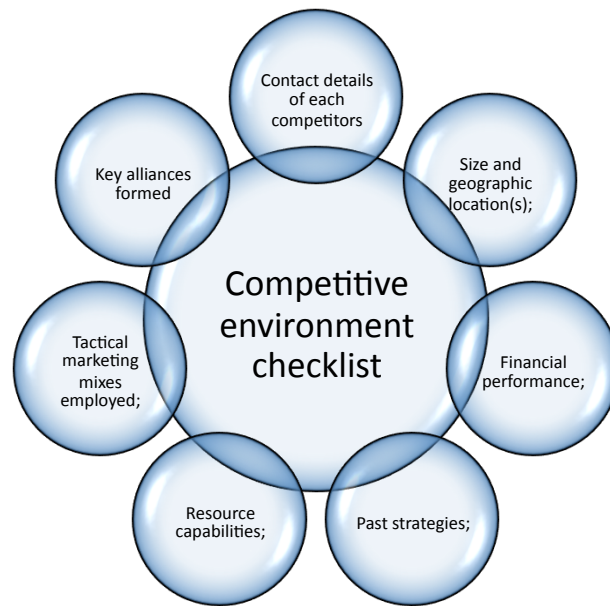 Contact details
of each
competitors
Size and
geographic
location(s);
Financial
performance;
Past strategies;
Resource
capabilities;
Tactical
marketing
mixes
employed;
Key alliances
formed
Competitive
environment
checklist